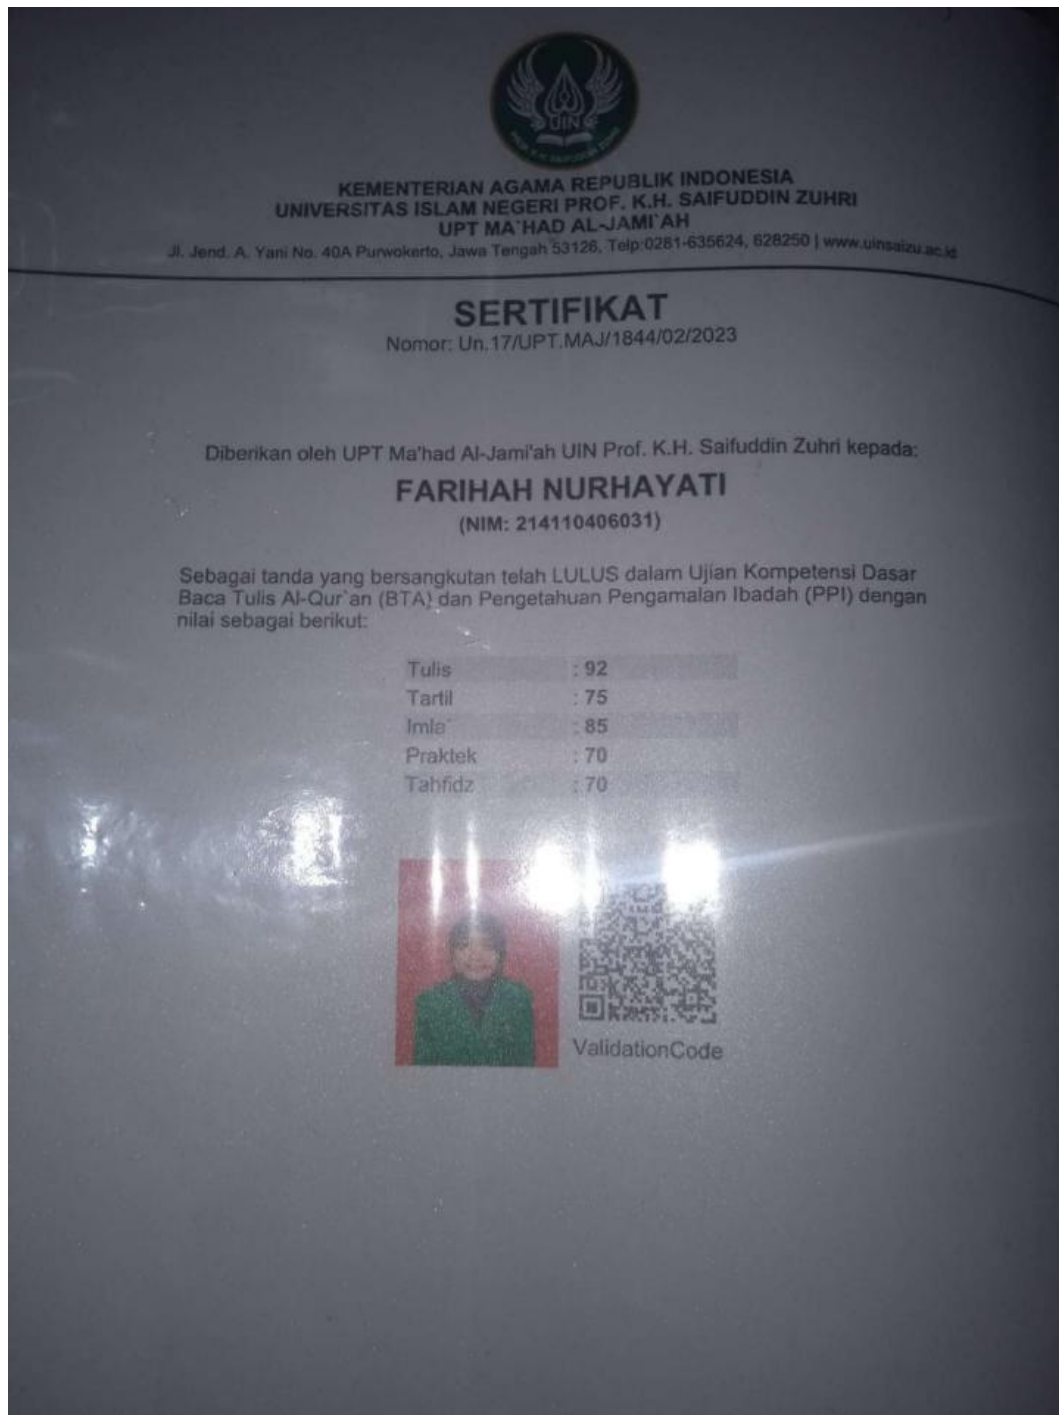 UIN
KEMENTERIAN AGAMA REPUBLIK INDONESIA
UNIVERSITAS ISLAM NEGERI PROF. K.H. SAIFUDDIN ZUHRI
UPT MA`HAD AL-JAMI`AH
Jl. Jend. A. Yani No. 40A Purwokerto, Jawa Tengah 53126, Telp:0281-635624, 628250 | www.uinsaizu.ac.id
SERTIFIKAT
Nomor: Un.17/UPT.MAJ/1844/02/2023
Diberikan oleh UPT Ma'had Al-Jami'ah UIN Prof. K.H. Saifuddin Zuhri kepada:
FARIHAH NURHAYATI
(NIM: 214110406031)
Sebagai tanda yang bersangkutan telah LULUS dalam Ujian Kompetensi Dasar
Baca Tulis Al-Qur`an (BTA) dan Pengetahuan Pengamalan Ibadah (PPI) dengan
nilai sebagai berikut:
Tulis : 92
Tartil : 75
Imla` : 85
Praktek : 70
Tahfidz : 70
ValidationCode